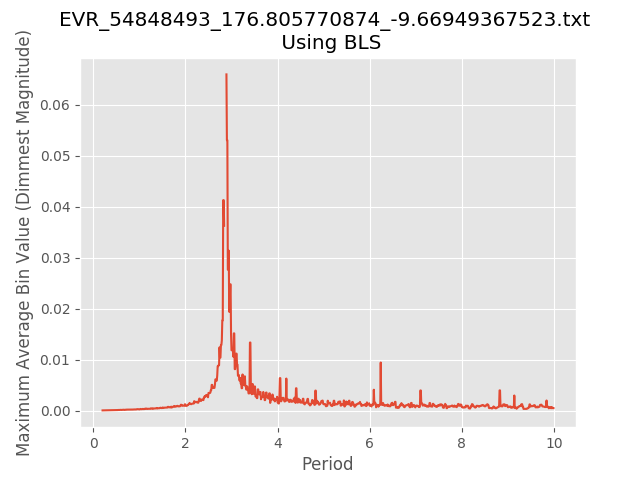 EVR_54848493_176.805770874_-9.66949367523.txt
Using BLS
Maximum Average Bin Value (Dimmest Magnitude)
0.06
0.05
0.04
0.03
0.02
0.01
0.00
0 2 4 6 8 10
Period